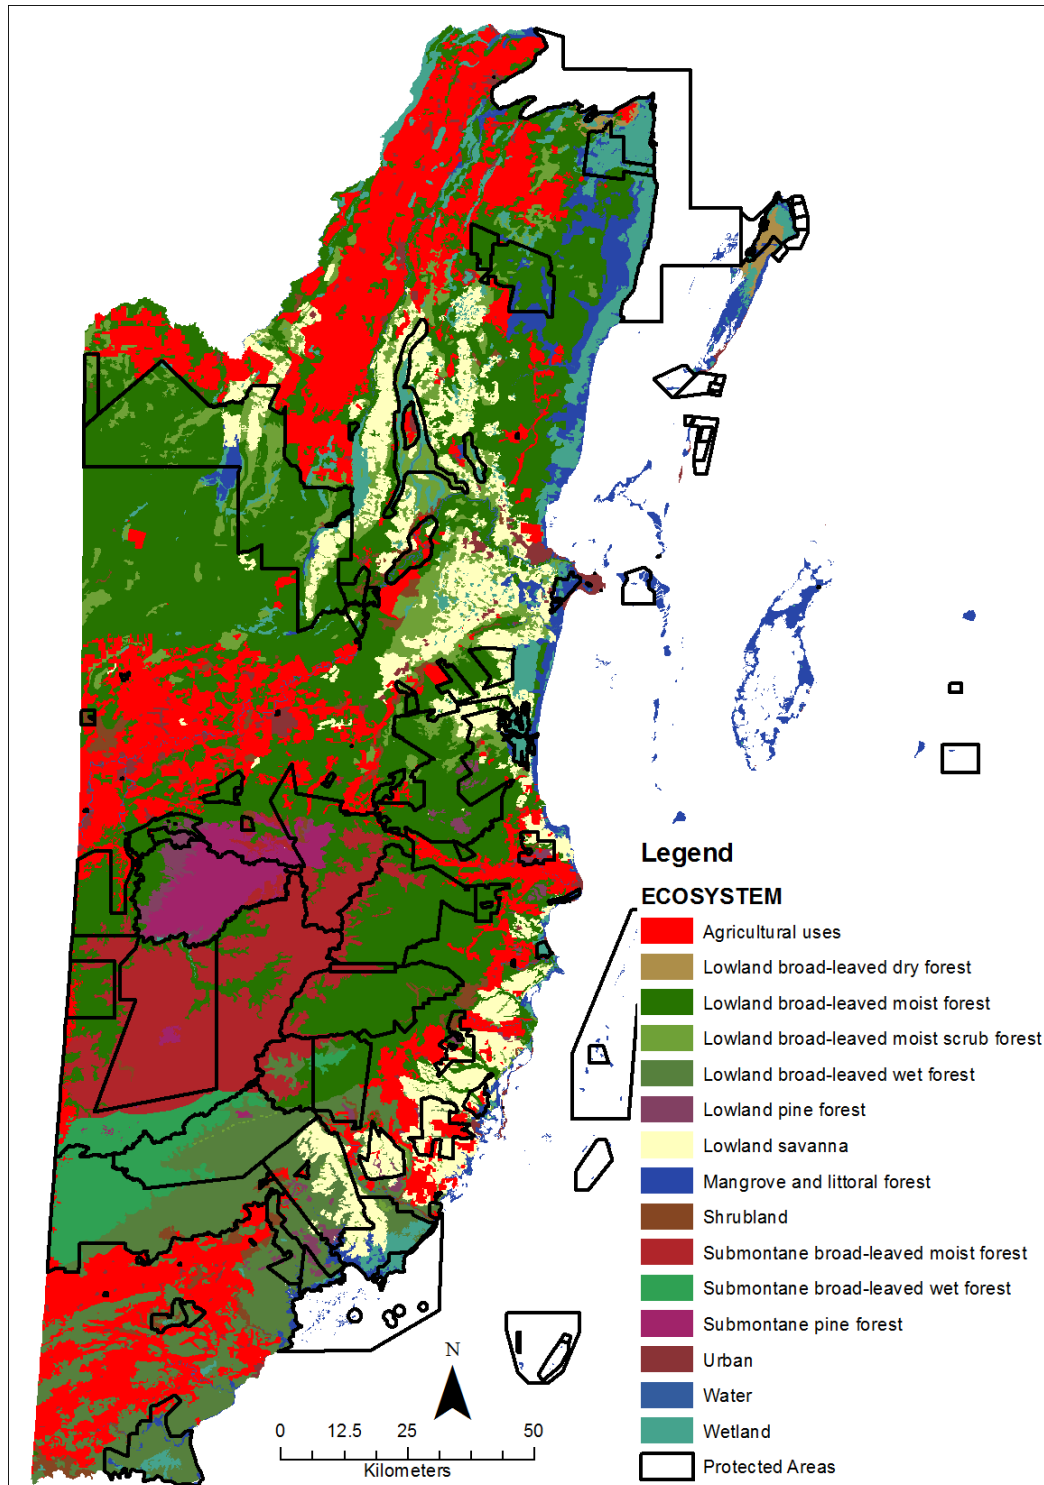 Legend
ECOSYSTEM
Agricultural uses
Lowland broad-leaved dry forest
Lowland broad-leaved moist forest
Lowland broad-leaved moist scrub forest
Lowland broad-leaved wet forest
Lowland pine forest
Lowland savanna
Mangrove and littoral forest
Shrubland
Submontane broad-leaved moist forest
Submontane broad-leaved wet forest
Submontane pine forest
Urban
Water
Wetland
Protected Areas
N
0 12.5 25 50
Kilometers